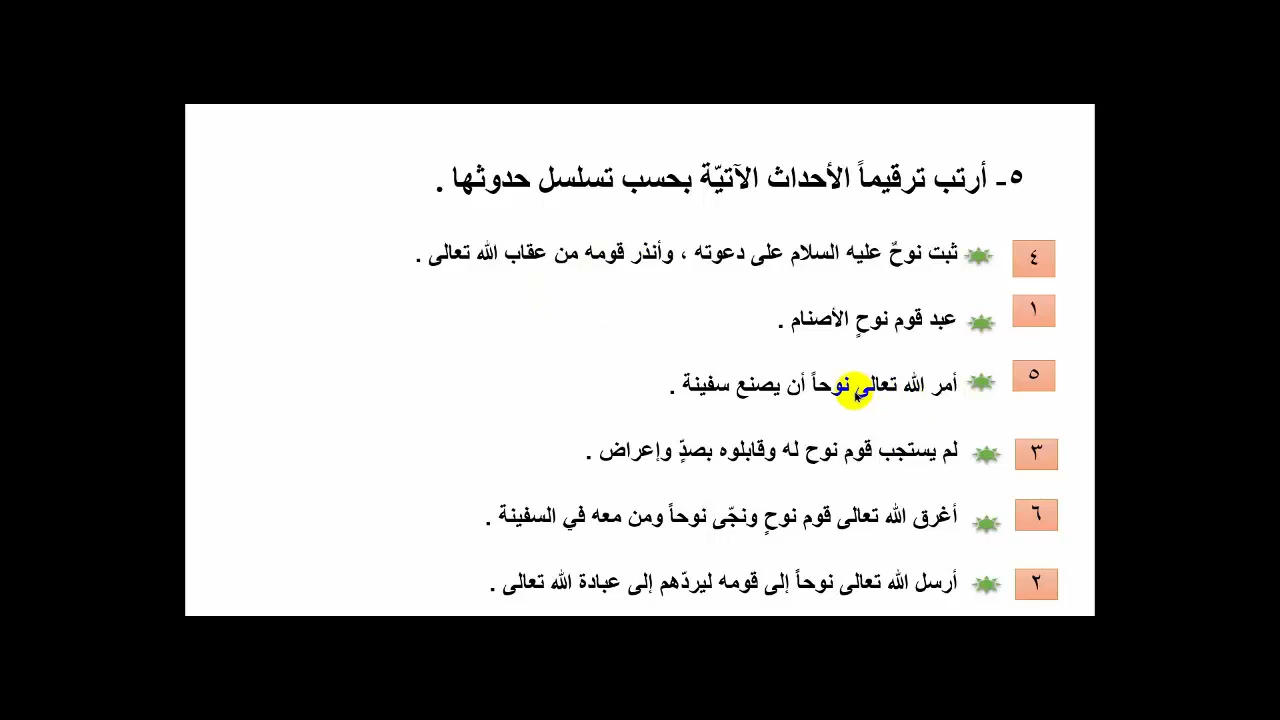 ٥- أرتب ترقيماً الأحداث الآتيّة بحسب تسلسل حدوثها .
٤ ثبت نوحٌ عليه السلام على دعوته ، وأنذر قومه من عقاب الله تعالى .
١ عبد قوم نوحٍ الأصنام .
٥ أمر الله تعالى نوحاً أن يصنع سفينة .
٣ لم يستجب قوم نوح له وقابلوه بصدٍّ وإعراض .
٦ أغرق الله تعالى قوم نوحٍ ونجّى نوحاً ومن معه في السفينة .
٢ أرسل الله تعالى نوحاً إلى قومه ليردّهم إلى عبادة الله تعالى .